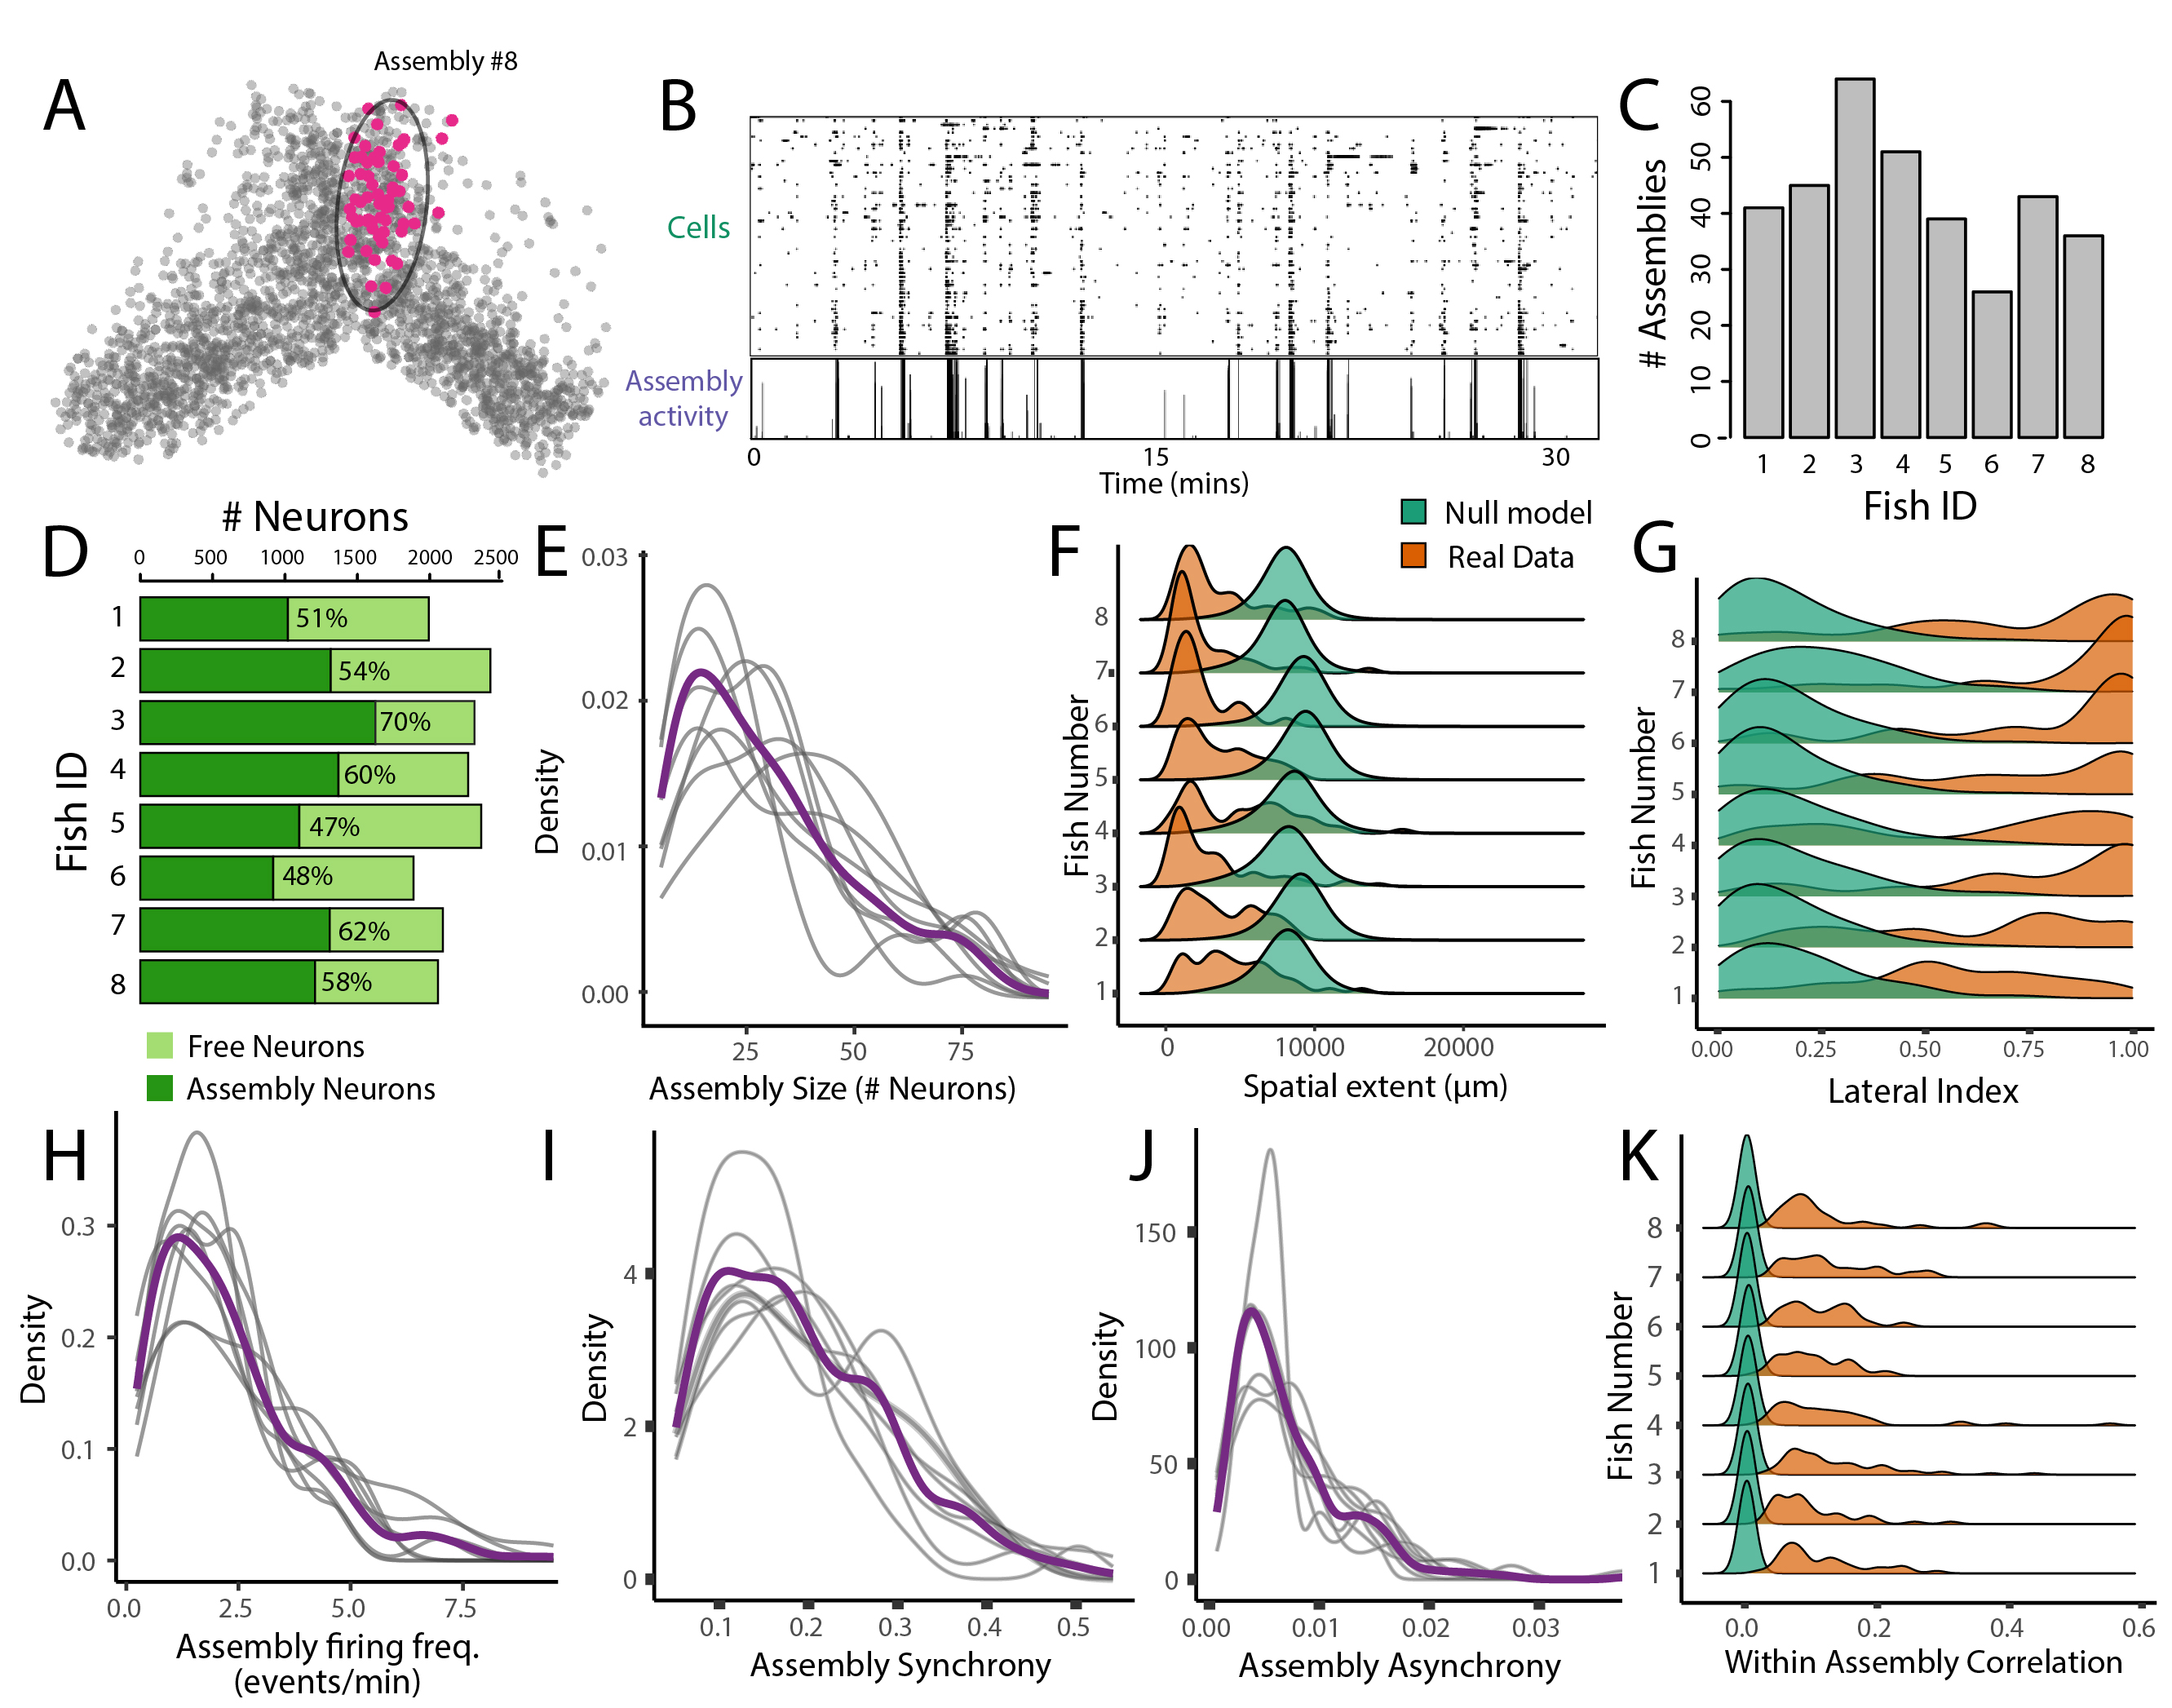 A
Assembly #8
B
Cells
Assembly
activity
0 15 30
Time (mins)
C
# Assemblies
0 10 20 30 40 50 60
1 2 3 4 5 6 7 8
Fish ID
D
# Neurons
0 500 1000 1500 2000 2500
Fish ID
1 51%
2 54%
3 70%
4 60%
5 47%
6 48%
7 62%
8 58%
Free Neurons
Assembly Neurons
E
Density
0.03
0.02
0.01
0.00
25 50 75
Assembly Size (# Neurons)
F
Null model
Real Data
Fish Number
8
7
6
5
4
3
2
1
0 10000 20000
Spatial extent (µm)
G
Fish Number
8
7
6
5
4
3
2
1
0.00 0.25 0.50 0.75 1.00
Lateral Index
H
Density
0.3
0.2
0.1
0.0
0.0 2.5 5.0 7.5
Assembly firing freq.
(events/min)
I
Density
4
2
0
0.1 0.2 0.3 0.4 0.5
Assembly Synchrony
J
Density
150
100
50
0
0.00 0.01 0.02 0.03
Assembly Asynchrony
K
Fish Number
8
7
6
5
4
3
2
1
0.0 0.2 0.4 0.6
Within Assembly Correlation